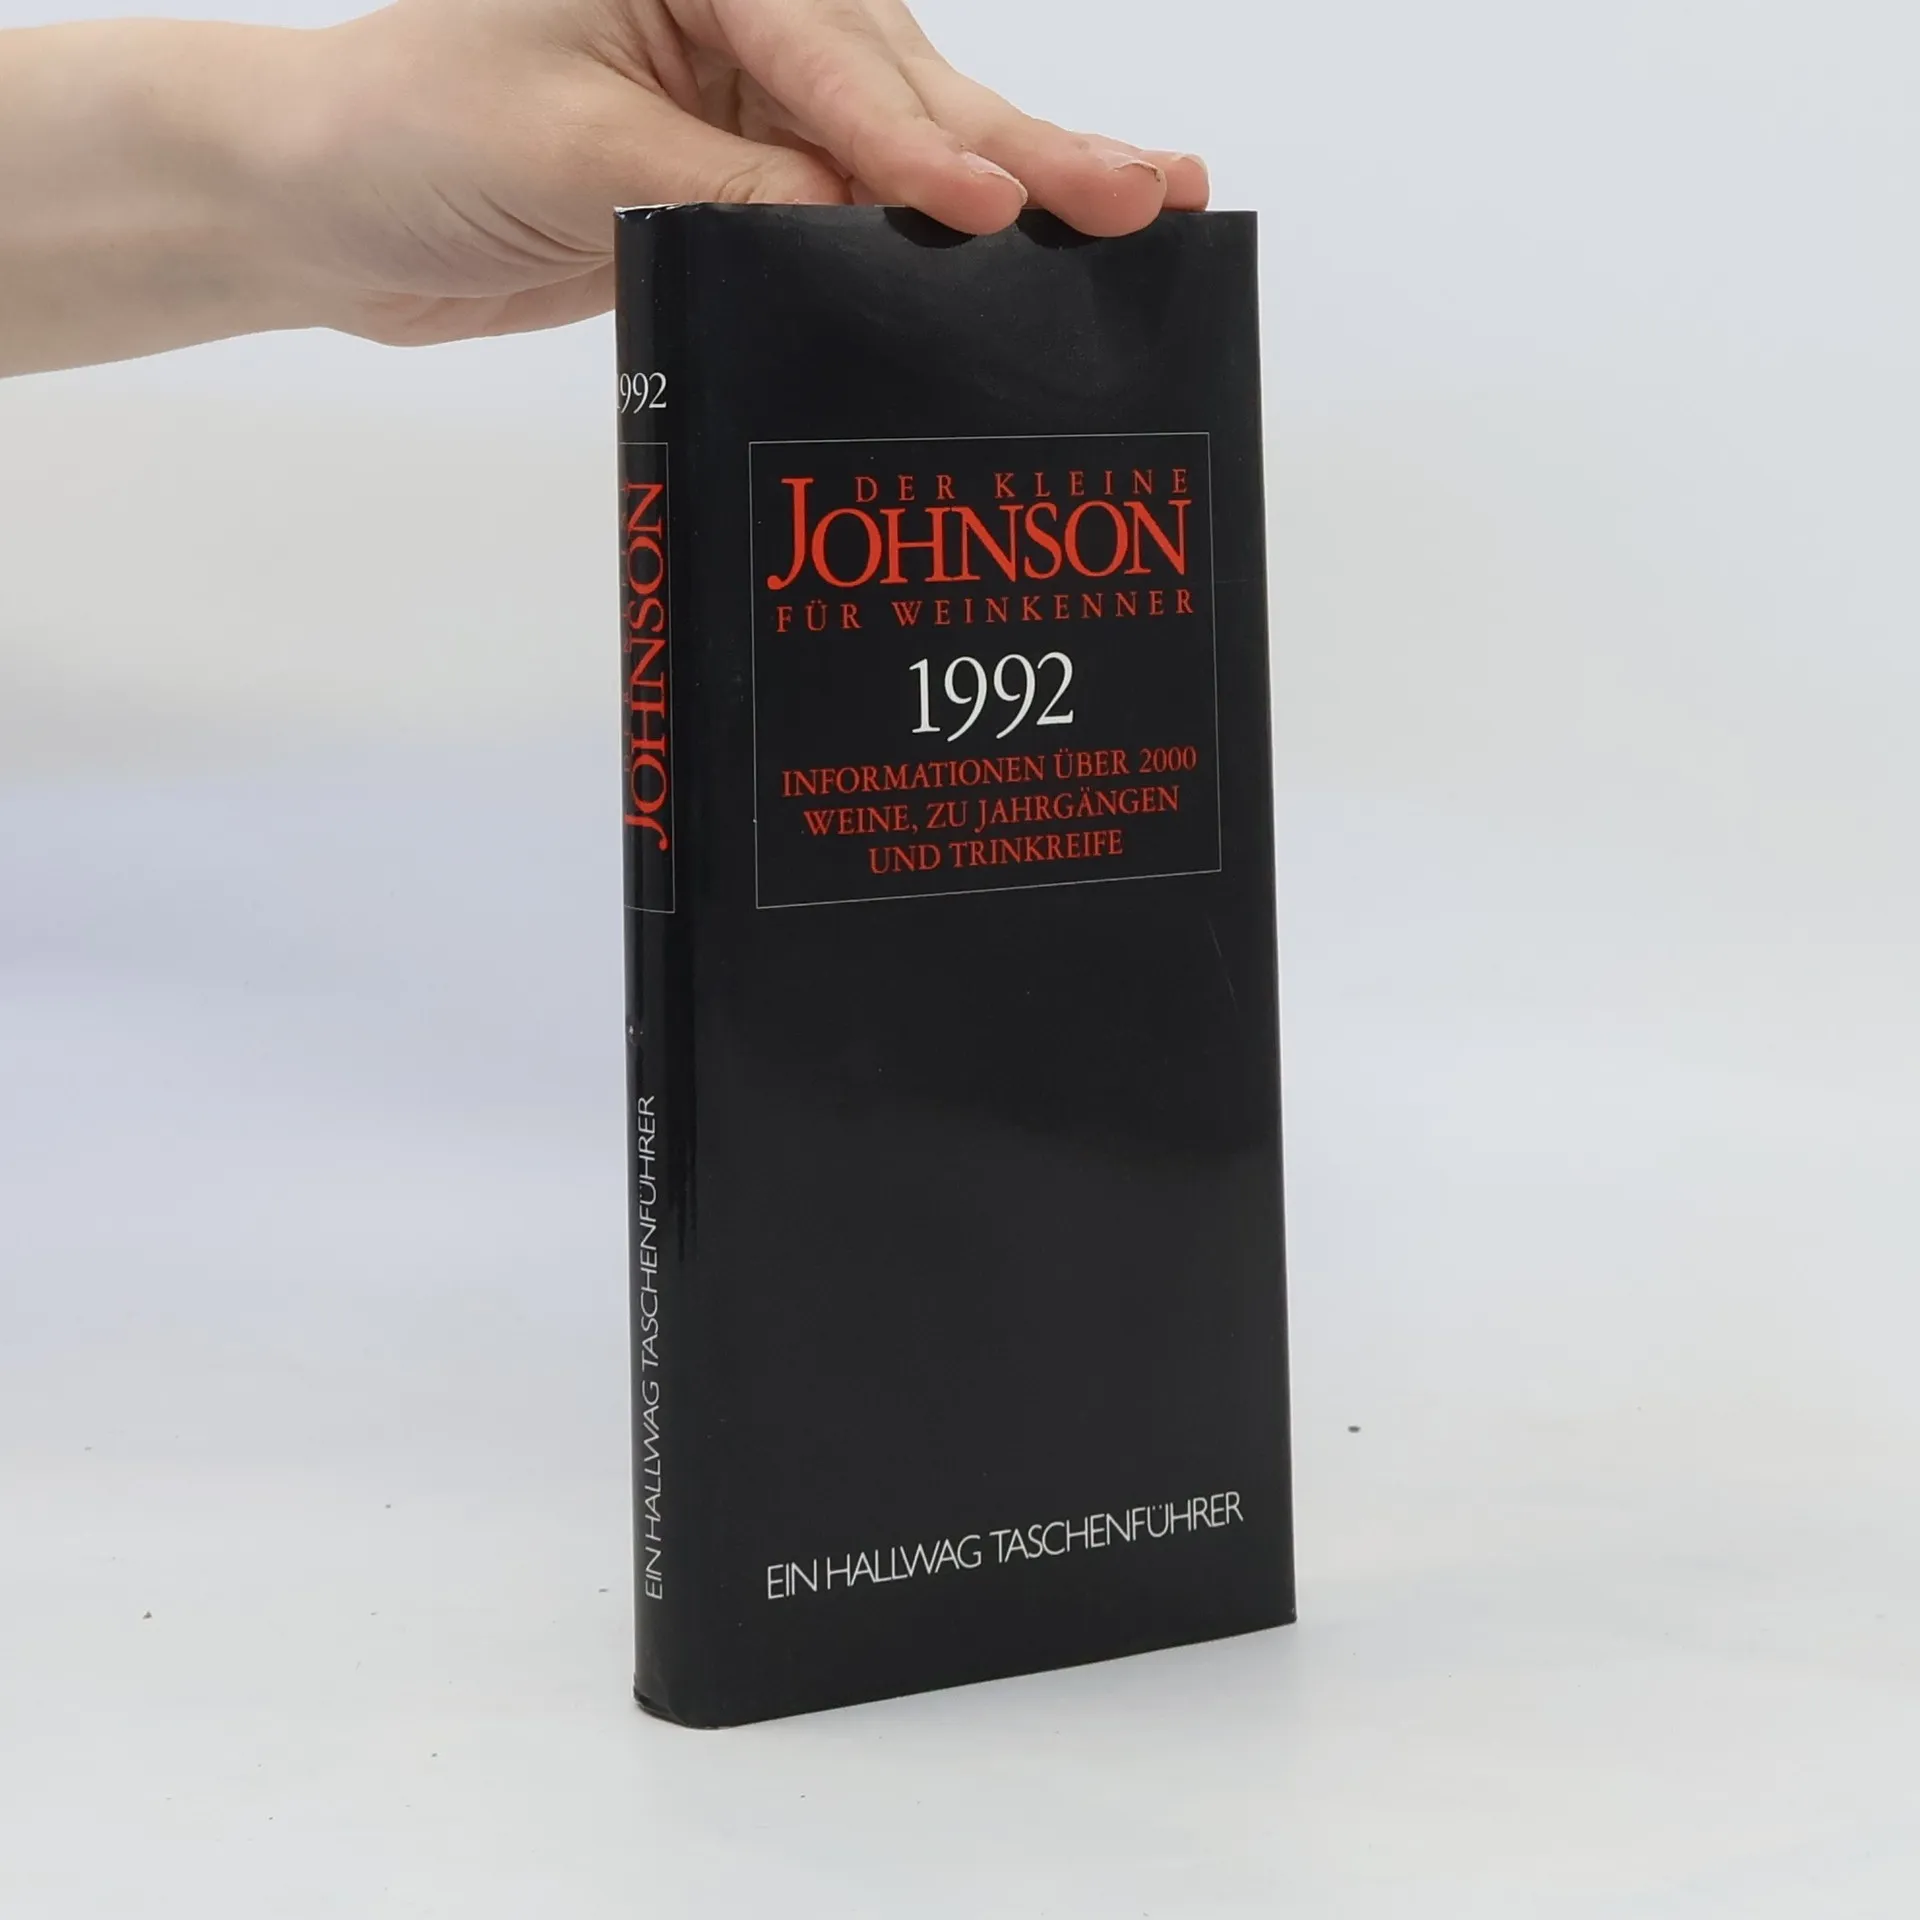 1992
JOHNSON
EIN HALLWAG TASCHENFÜHRER
DER KLEINE
JOHNSON
FÜR WEINKENNER
1992
INFORMATIONEN ÜBER 2000
WEINE, ZU JAHRGÄNGEN
UND TRINKREIFE
EIN HALLWAG TASCHENFÜHRER